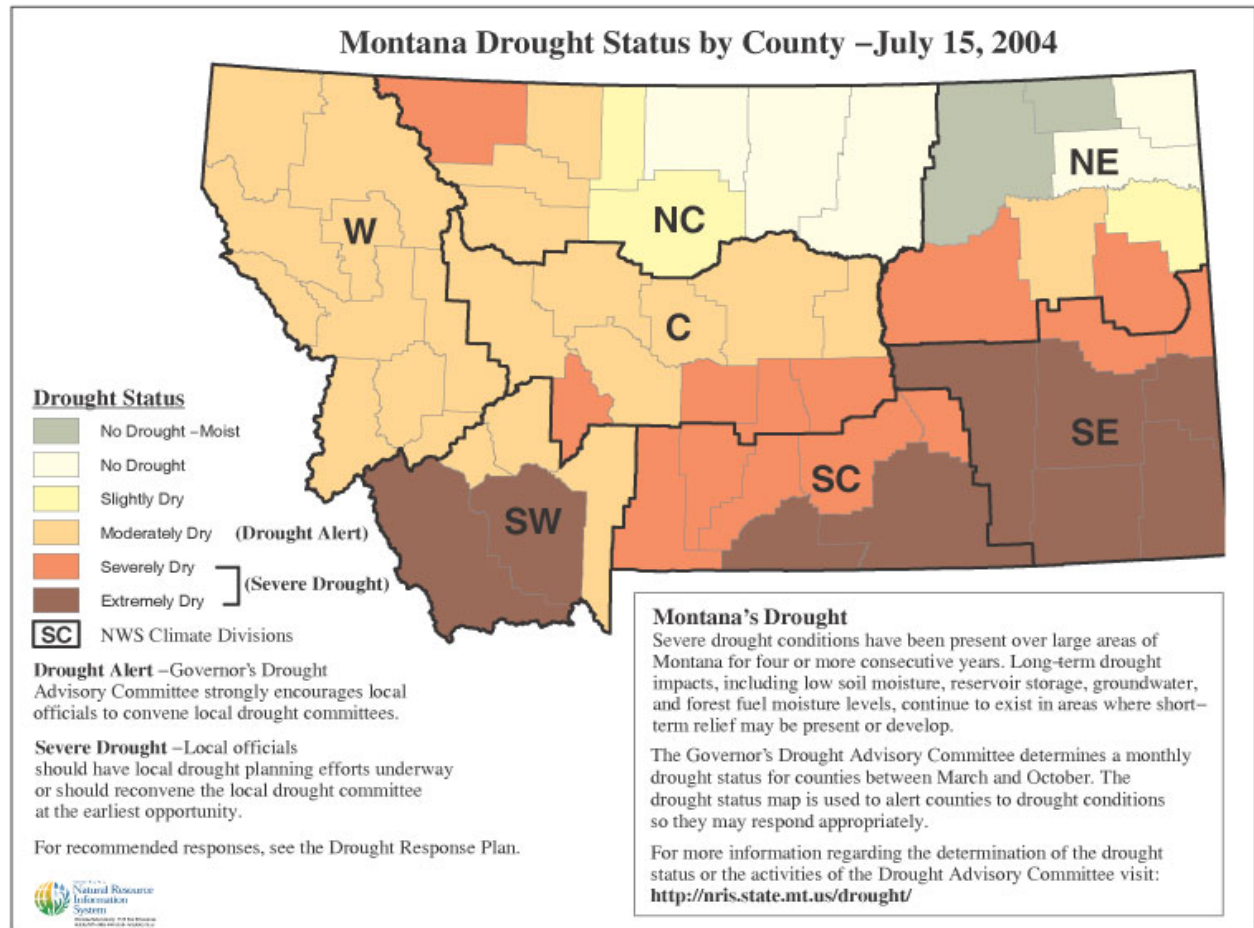 Montana Drought Status by County –July 15, 2004
W
NC
NE
C
SW
SC
SE
Drought Status
No Drought –Moist
No Drought
Slightly Dry
Moderately Dry (Drought Alert)
Severely Dry
(Severe Drought)
Extremely Dry
SC NWS Climate Divisions
Drought Alert –Governor's Drought
Advisory Committee strongly encourages local
officials to convene local drought committees.
Severe Drought –Local officials
should have local drought planning efforts underway
or should reconvene the local drought committee
at the earliest opportunity.
For recommended responses, see the Drought Response Plan.
Natural Resource
Information
System
Montana's Drought
Severe drought conditions have been present over large areas of
Montana for four or more consecutive years. Long–term drought
impacts, including low soil moisture, reservoir storage, groundwater,
and forest fuel moisture levels, continue to exist in areas where short–
term relief may be present or develop.
The Governor's Drought Advisory Committee determines a monthly
drought status for counties between March and October. The
drought status map is used to alert counties to drought conditions
so they may respond appropriately.
For more information regarding the determination of the drought
status or the activities of the Drought Advisory Committee visit:
http://nris.state.mt.us/drought/